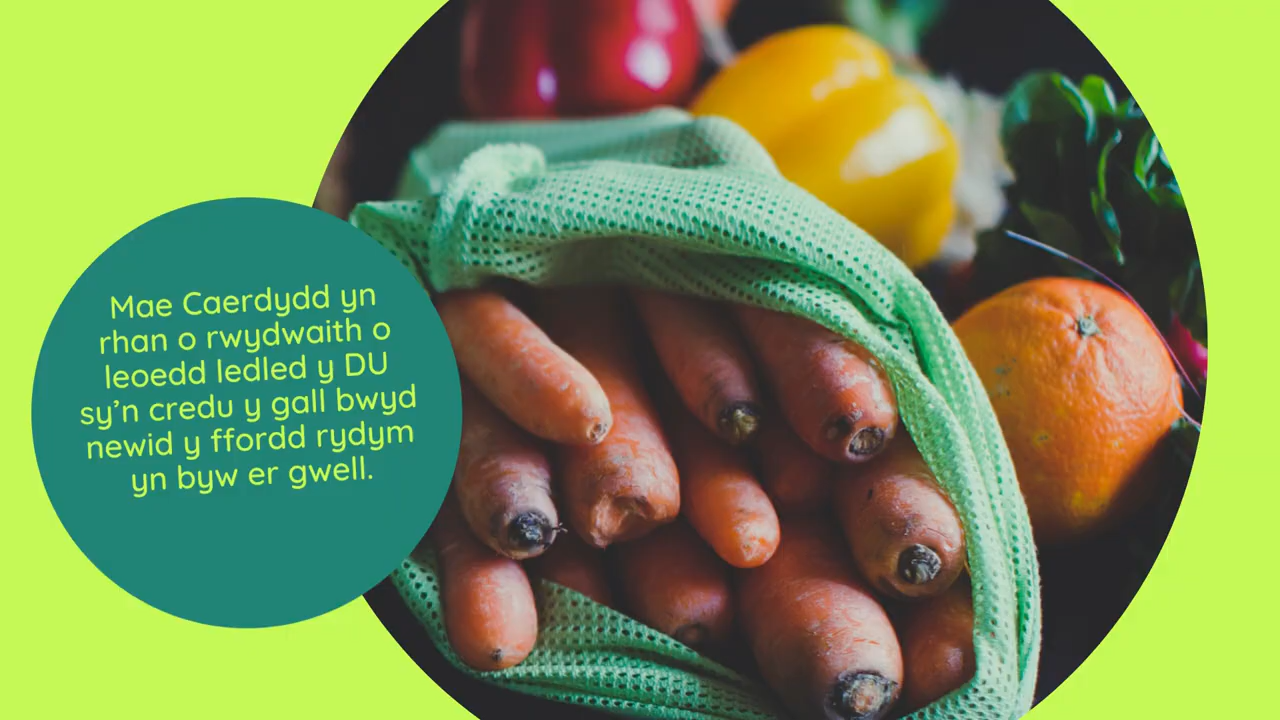 Mae Caerdydd yn
rhan o rwydwaith o
leoedd ledled y DU
sy’n credu y gall bwyd
newid y ffordd rydym
yn byw er gwell.